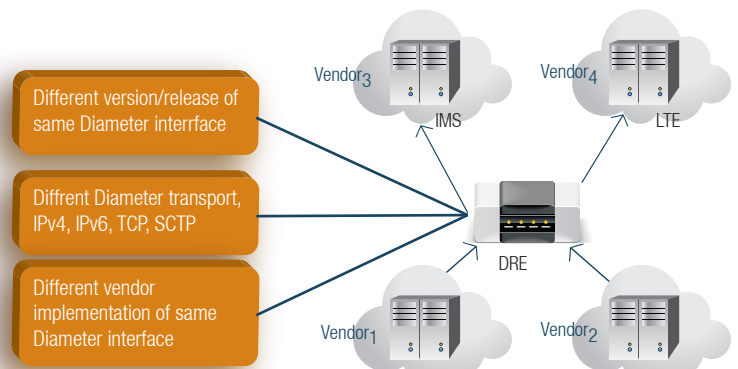 Different version/release of
same Diameter interrface
Diffrent Diameter transport,
IPv4, IPv6, TCP, SCTP
Different vendor
implementation of same
Diameter interface
Vendor3
IMS
Vendor4
LTE
DRE
Vendor1
Vendor2